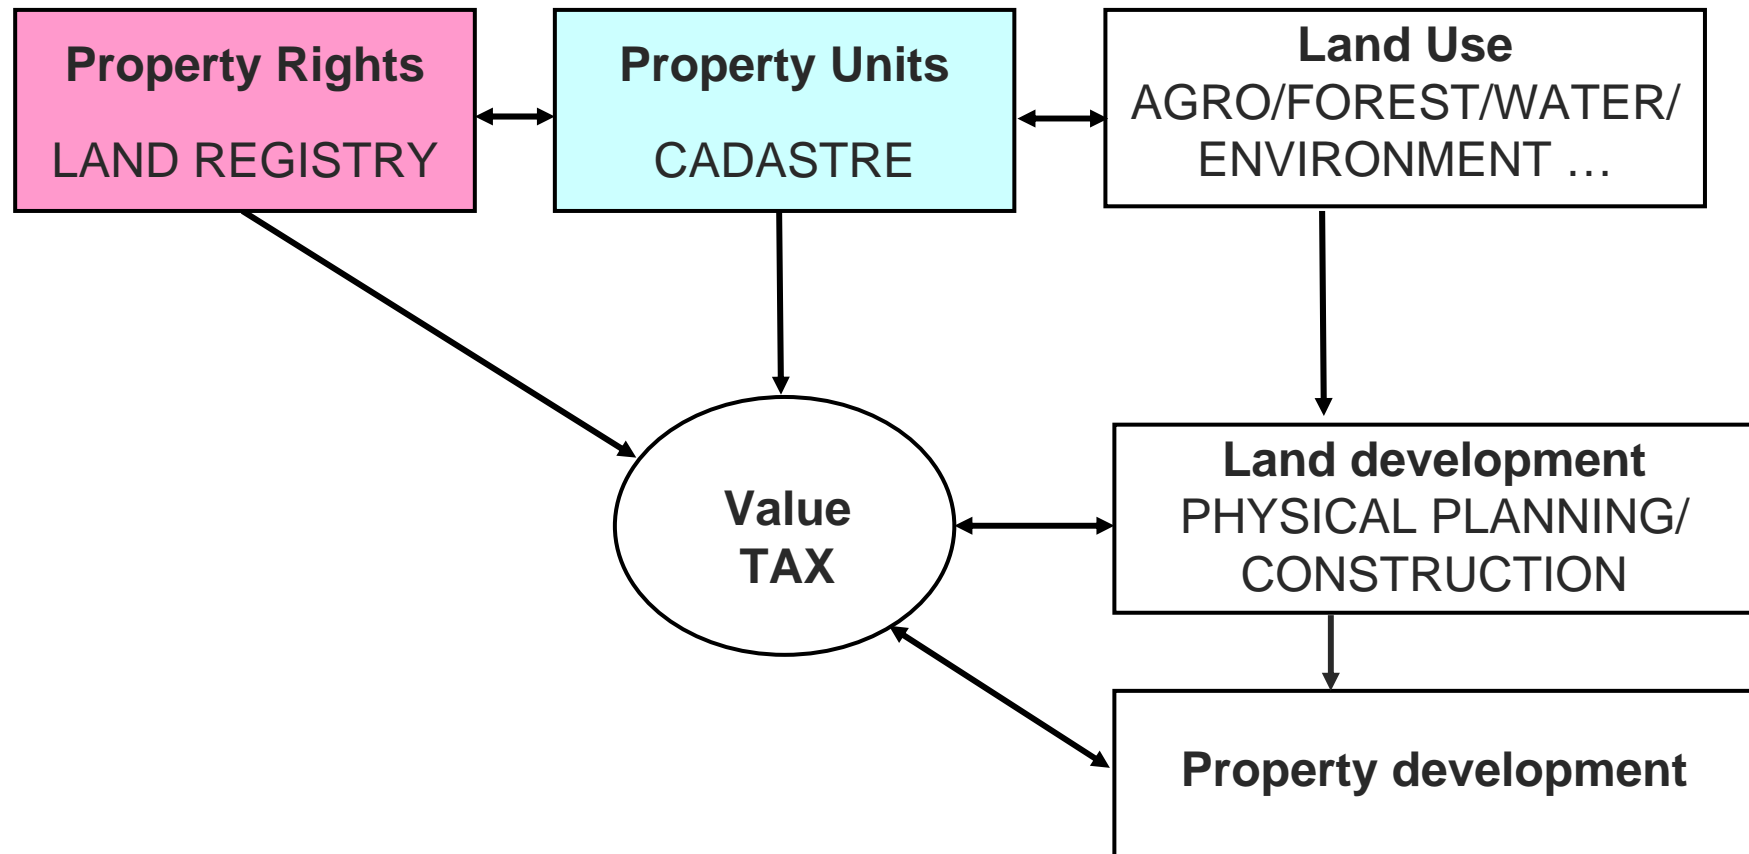 Property Rights
LAND REGISTRY
Property Units
CADASTRE
Land Use
AGRO/FOREST/WATER/
ENVIRONMENT …
Value
TAX
Land development
PHYSICAL PLANNING/
CONSTRUCTION
Property development